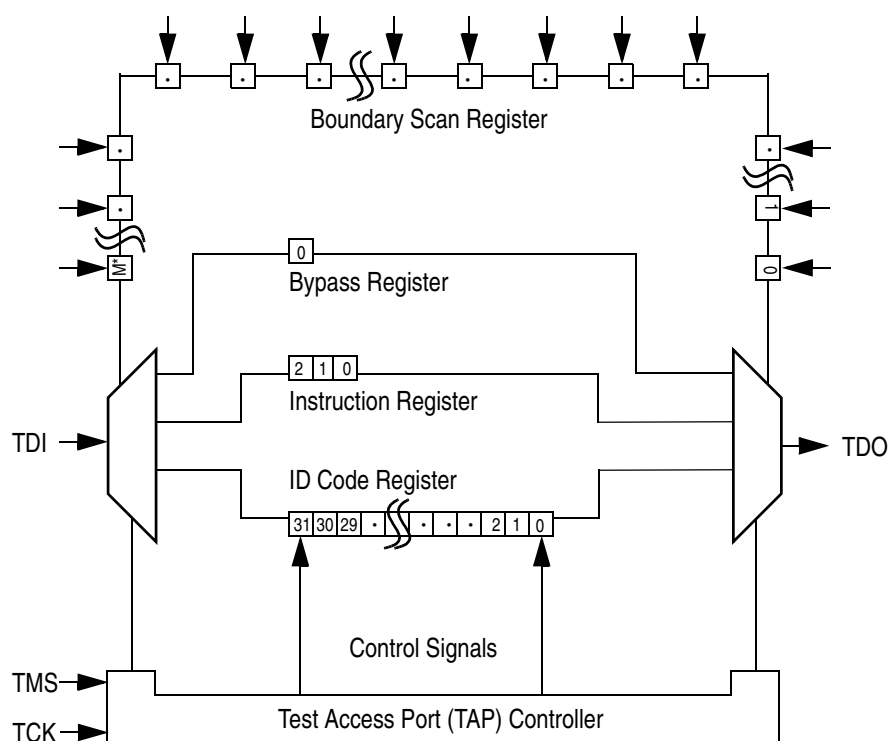 · · · · · · · ·
Boundary Scan Register
· ·
· 1
M* 0
0
Bypass Register
2 1 0
Instruction Register
TDI TDO
ID Code Register
31 30 29 · · · · 2 1 0
Control Signals
TMS
Test Access Port (TAP) Controller
TCK